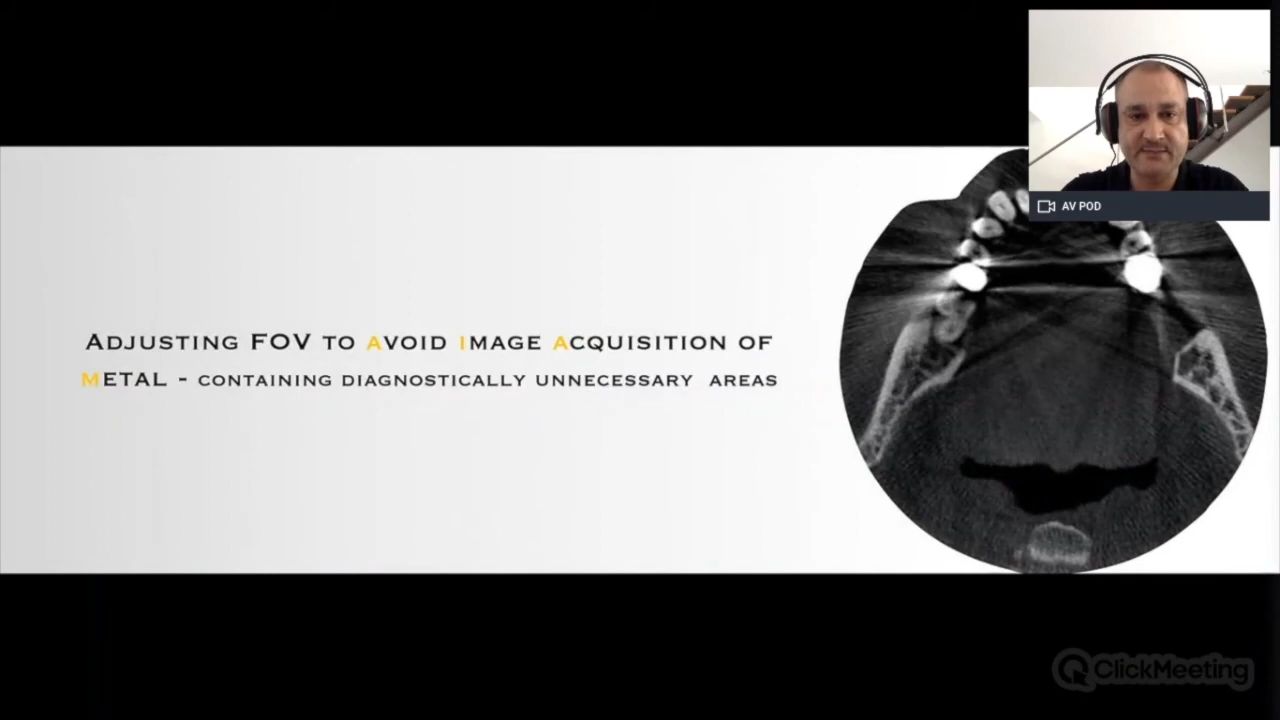 ADJUSTING FOV TO AVOID IMAGE ACQUISITION OF
METAL - CONTAINING DIAGNOSTICALLY UNNECESSARY AREAS
AV POD
ClickMeeting